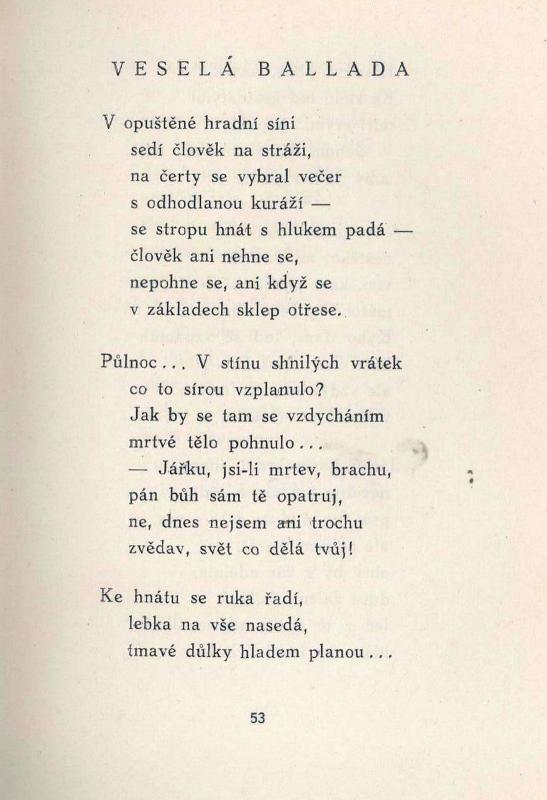 VESELÁ BALLADA
V opuštěné hradní síni
sedí člověk na stráži,
na čerty se vybral večer
s odhodlanou kuráží —
se stropu hnát s hlukem padá —
člověk ani nehne se,
nepohne se, ani když se
v základech sklep otřese.
Půlnoc... V stínu shnilých vrátek
co to sírou vzplanulo?
Jak by se tam se vzdycháním
mrtvé tělo pohnulo...
— Jářku, jsi-li mrtev, brachu,
pán bůh sám tě opatruj,
ne, dnes nejsem ani trochu
zvědav, svět co dělá tvůj!
Ke hnátu se ruka řadí,
lebka na vše nasedá,
tmavé důlky hladem planou...
53